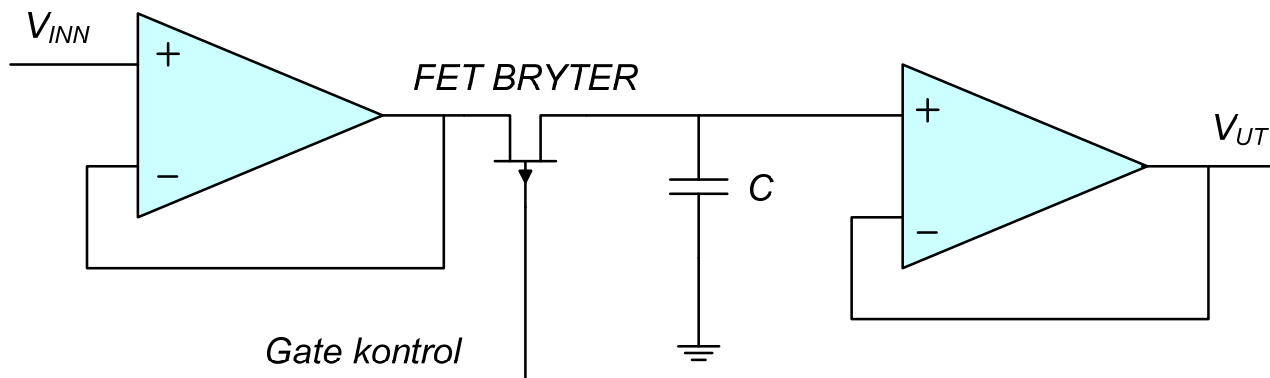 V_INN
+
−
FET BRYTER
C
Gate kontrol
+
−
V_UT